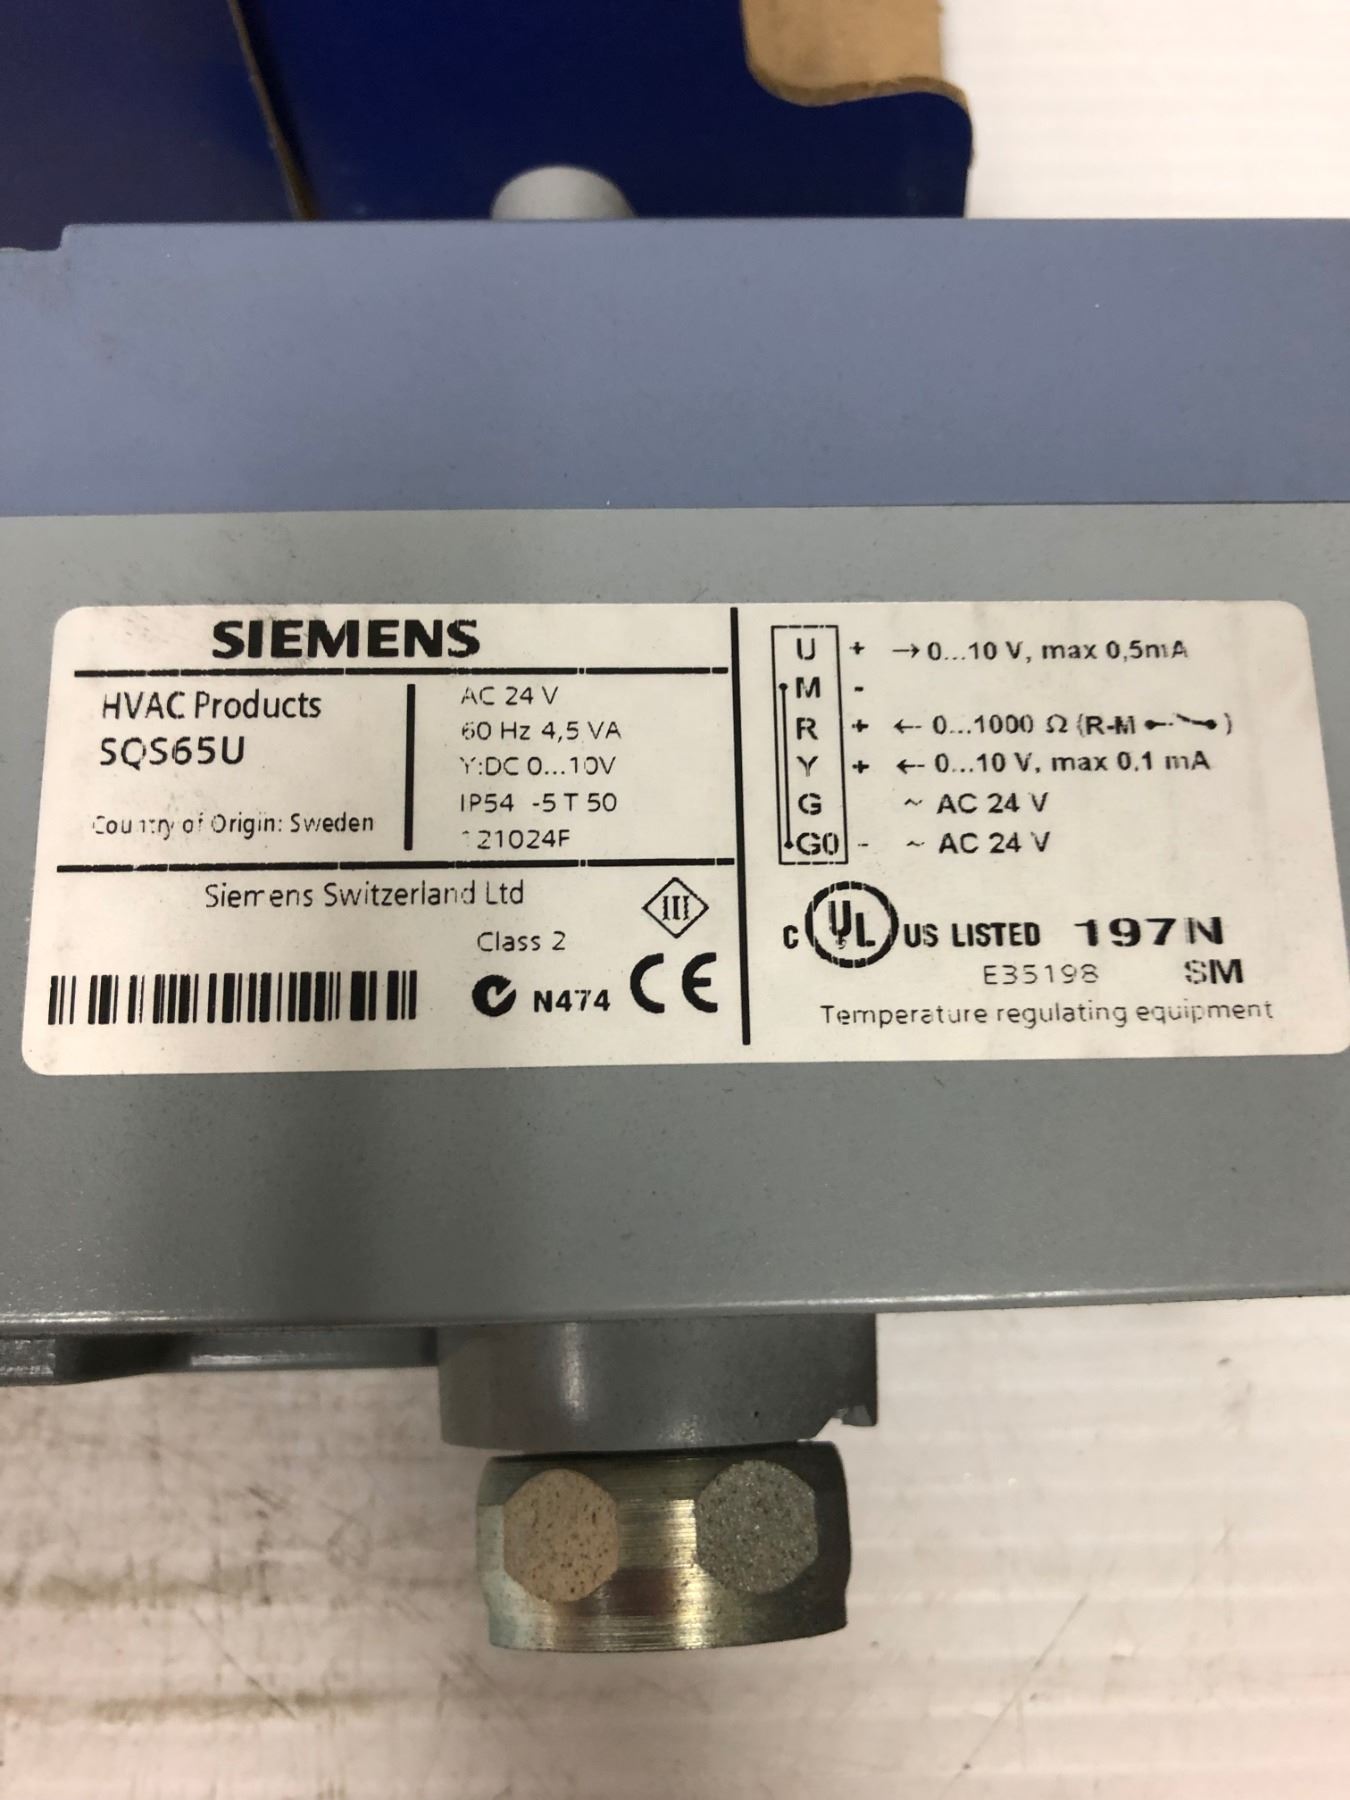 SIEMENS
HVAC Products
SQS65U
Country of Origin: Sweden
AC 24 V
60 Hz 4,5 VA
Y:DC 0...10V
IP54 -5 T 50
121024F
Siemens Switzerland Ltd
Class 2
III
N474 CE
U + → 0...10 V, max 0,5mA
M -
R + ← 0...1000 Ω (R-M )
Y + ← 0...10 V, max 0,1 mA
G ~ AC 24 V
G0 - ~ AC 24 V
C UL US LISTED 197N
E35198 SM
Temperature regulating equipment